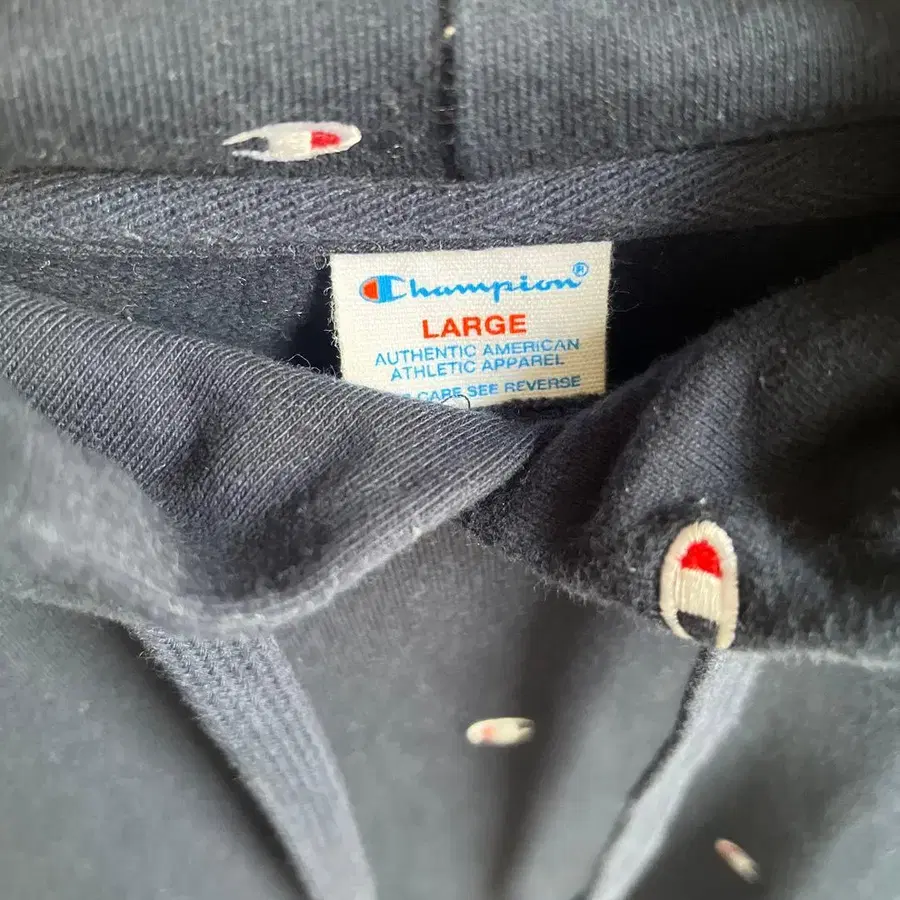 Champion®
LARGE
AUTHENTIC AMERICAN
ATHLETIC APPAREL
CARE SEE REVERSE